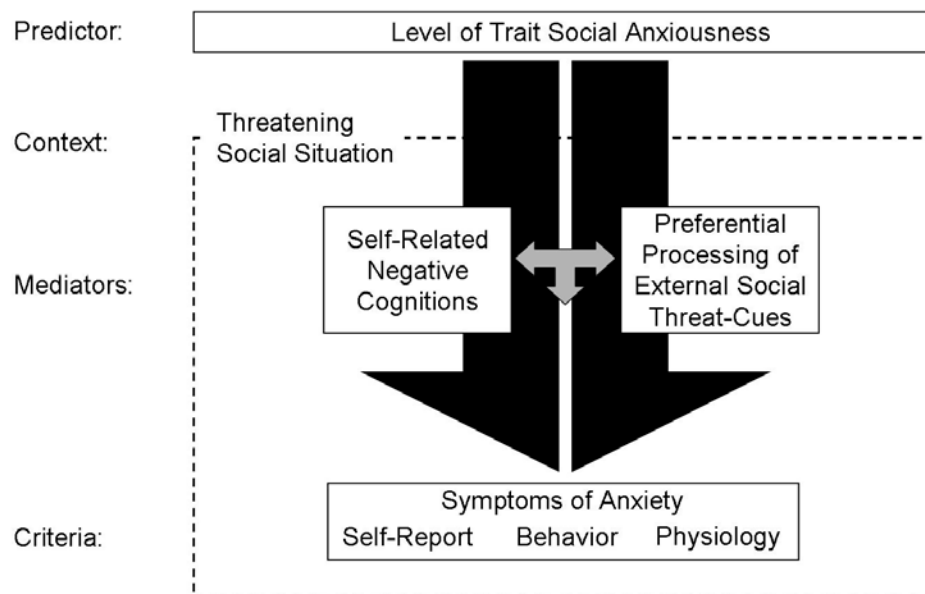 Predictor:
Level of Trait Social Anxiousness
Context:
Threatening
Social Situation
Mediators:
Self-Related
Negative
Cognitions
Preferential
Processing of
External Social
Threat-Cues
Criteria:
Symptoms of Anxiety
Self-Report Behavior Physiology